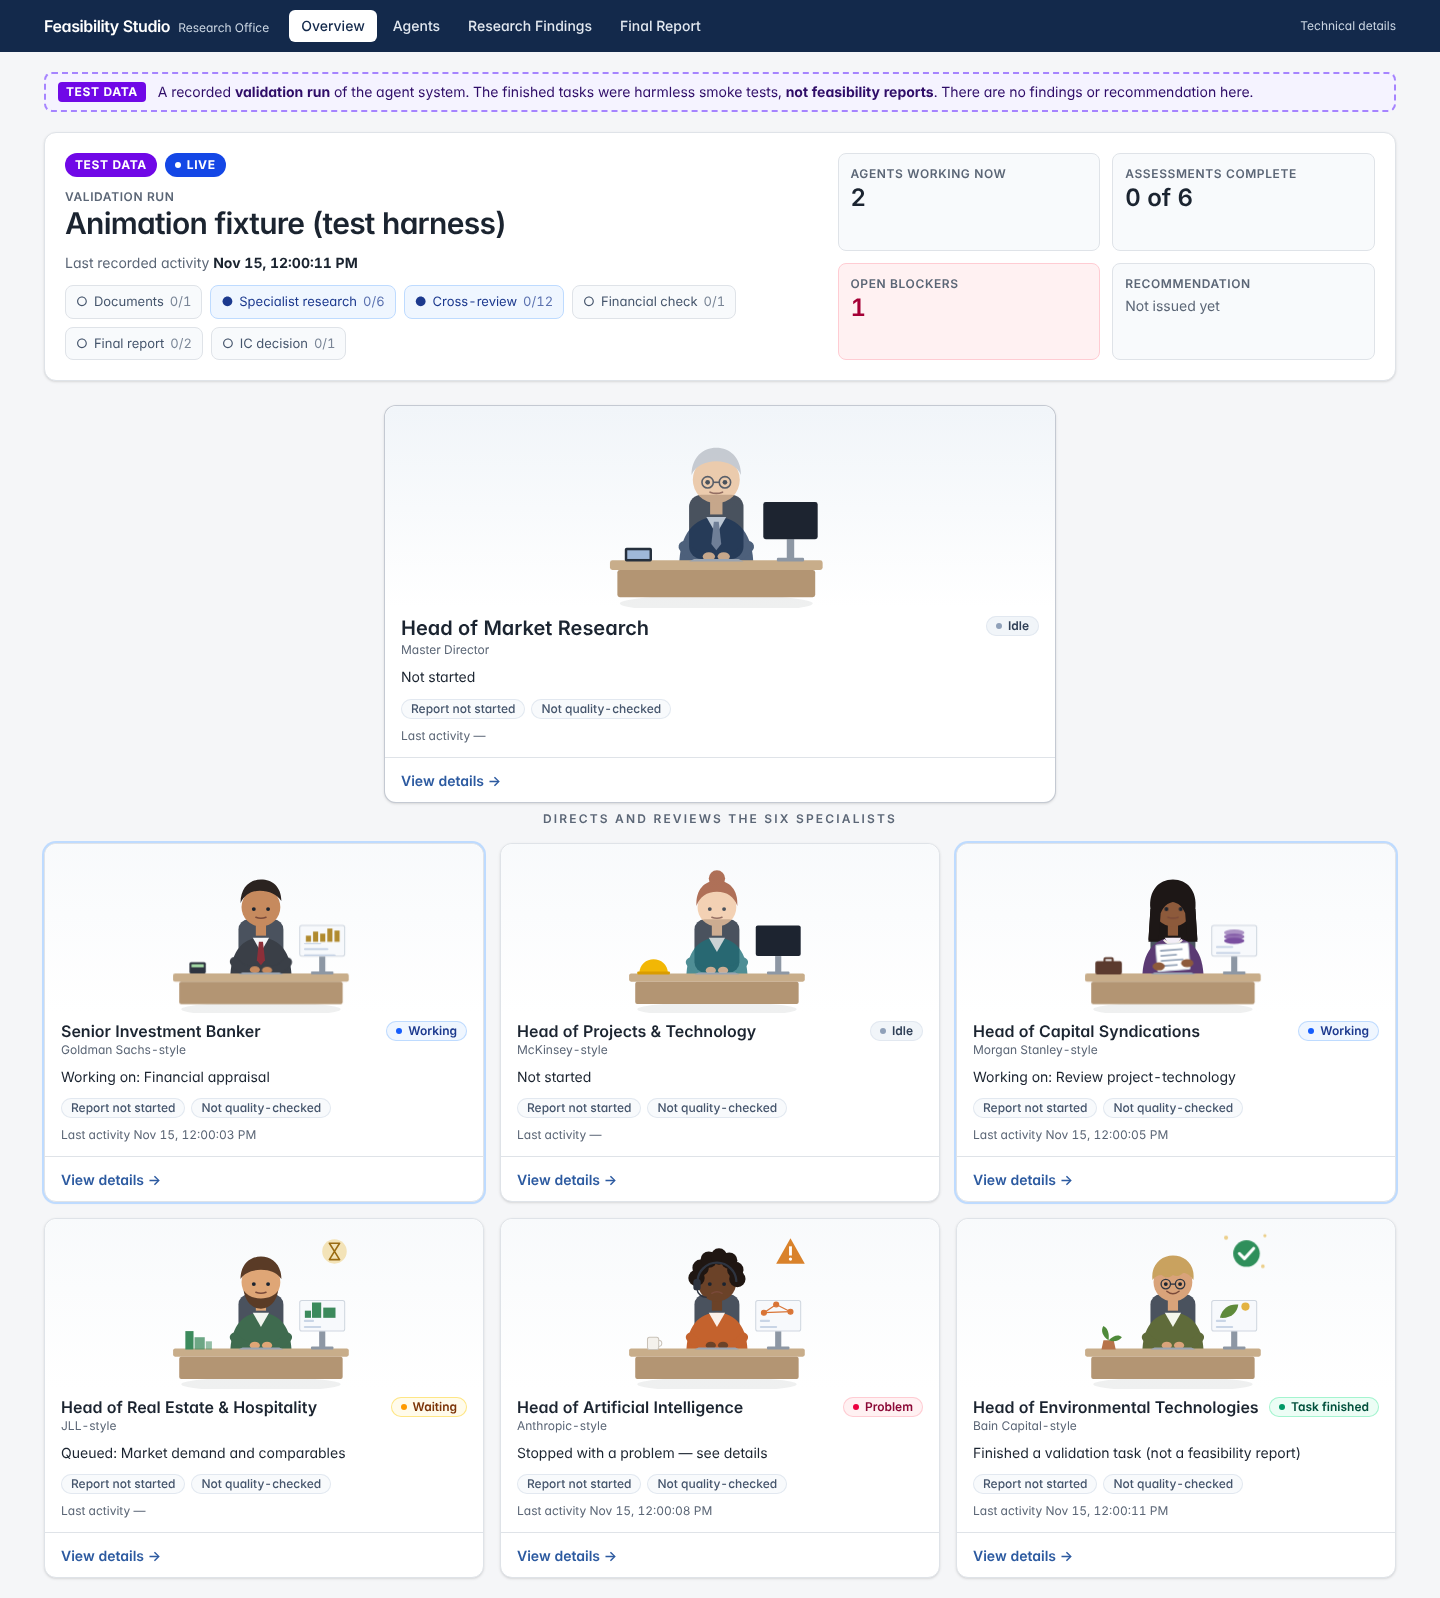 Feasibility Studio Research Office Overview Agents Research Findings Final Report Technical details
TEST DATA A recorded validation run of the agent system. The finished tasks were harmless smoke tests, not feasibility reports. There are no findings or recommendation here.
TEST DATA LIVE
VALIDATION RUN
Animation fixture (test harness)
Last recorded activity Nov 15, 12:00:11 PM
Documents 0/1 Specialist research 0/6 Cross-review 0/12 Financial check 0/1
Final report 0/2 IC decision 0/1
AGENTS WORKING NOW
2
ASSESSMENTS COMPLETE
0 of 6
OPEN BLOCKERS
1
RECOMMENDATION
Not issued yet
Head of Market Research Idle
Master Director
Not started
Report not started Not quality-checked
Last activity —
View details →
DIRECTS AND REVIEWS THE SIX SPECIALISTS
Senior Investment Banker Working
Goldman Sachs-style
Working on: Financial appraisal
Report not started Not quality-checked
Last activity Nov 15, 12:00:03 PM
View details →
Head of Projects & Technology Idle
McKinsey-style
Not started
Report not started Not quality-checked
Last activity —
View details →
Head of Capital Syndications Working
Morgan Stanley-style
Working on: Review project-technology
Report not started Not quality-checked
Last activity Nov 15, 12:00:05 PM
View details →
Head of Real Estate & Hospitality Waiting
JLL-style
Queued: Market demand and comparables
Report not started Not quality-checked
Last activity —
View details →
Head of Artificial Intelligence Problem
Anthropic-style
Stopped with a problem — see details
Report not started Not quality-checked
Last activity Nov 15, 12:00:08 PM
View details →
Head of Environmental Technologies Task finished
Bain Capital-style
Finished a validation task (not a feasibility report)
Report not started Not quality-checked
Last activity Nov 15, 12:00:11 PM
View details →